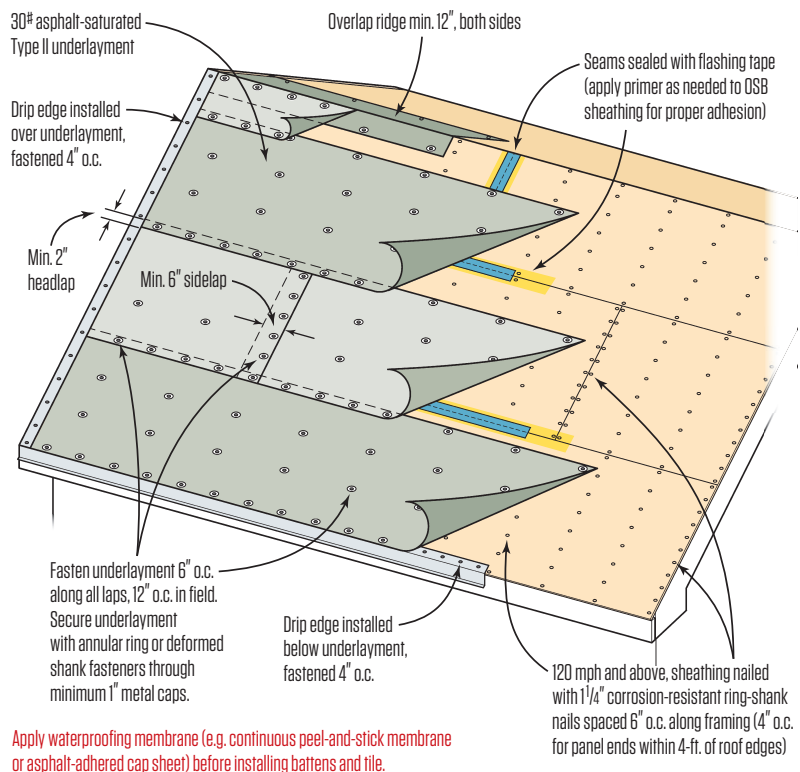 30# asphalt-saturated
Type II underlayment
Overlap ridge min. 12", both sides
Seams sealed with flashing tape
(apply primer as needed to OSB
sheathing for proper adhesion)
Drip edge installed
over underlayment,
fastened 4" o.c.
Min. 2"
headlap
Min. 6" sidelap
Fasten underlayment 6" o.c.
along all laps, 12" o.c. in field.
Secure underlayment
with annular ring or deformed
shank fasteners through
minimum 1" metal caps.
Drip edge installed
below underlayment,
fastened 4" o.c.
120 mph and above, sheathing nailed
with 1 1/4" corrosion-resistant ring-shank
nails spaced 6" o.c. along framing (4" o.c.
for panel ends within 4-ft. of roof edges)
Apply waterproofing membrane (e.g. continuous peel-and-stick membrane
or asphalt-adhered cap sheet) before installing battens and tile.